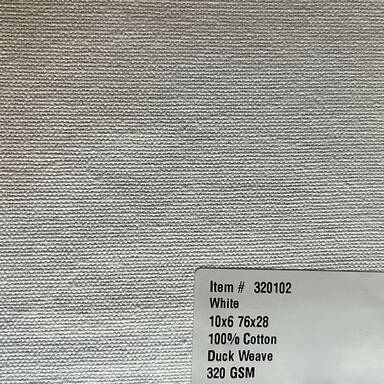 Item # 320102
White
10x6 76x28
100% Cotton
Duck Weave
320 GSM